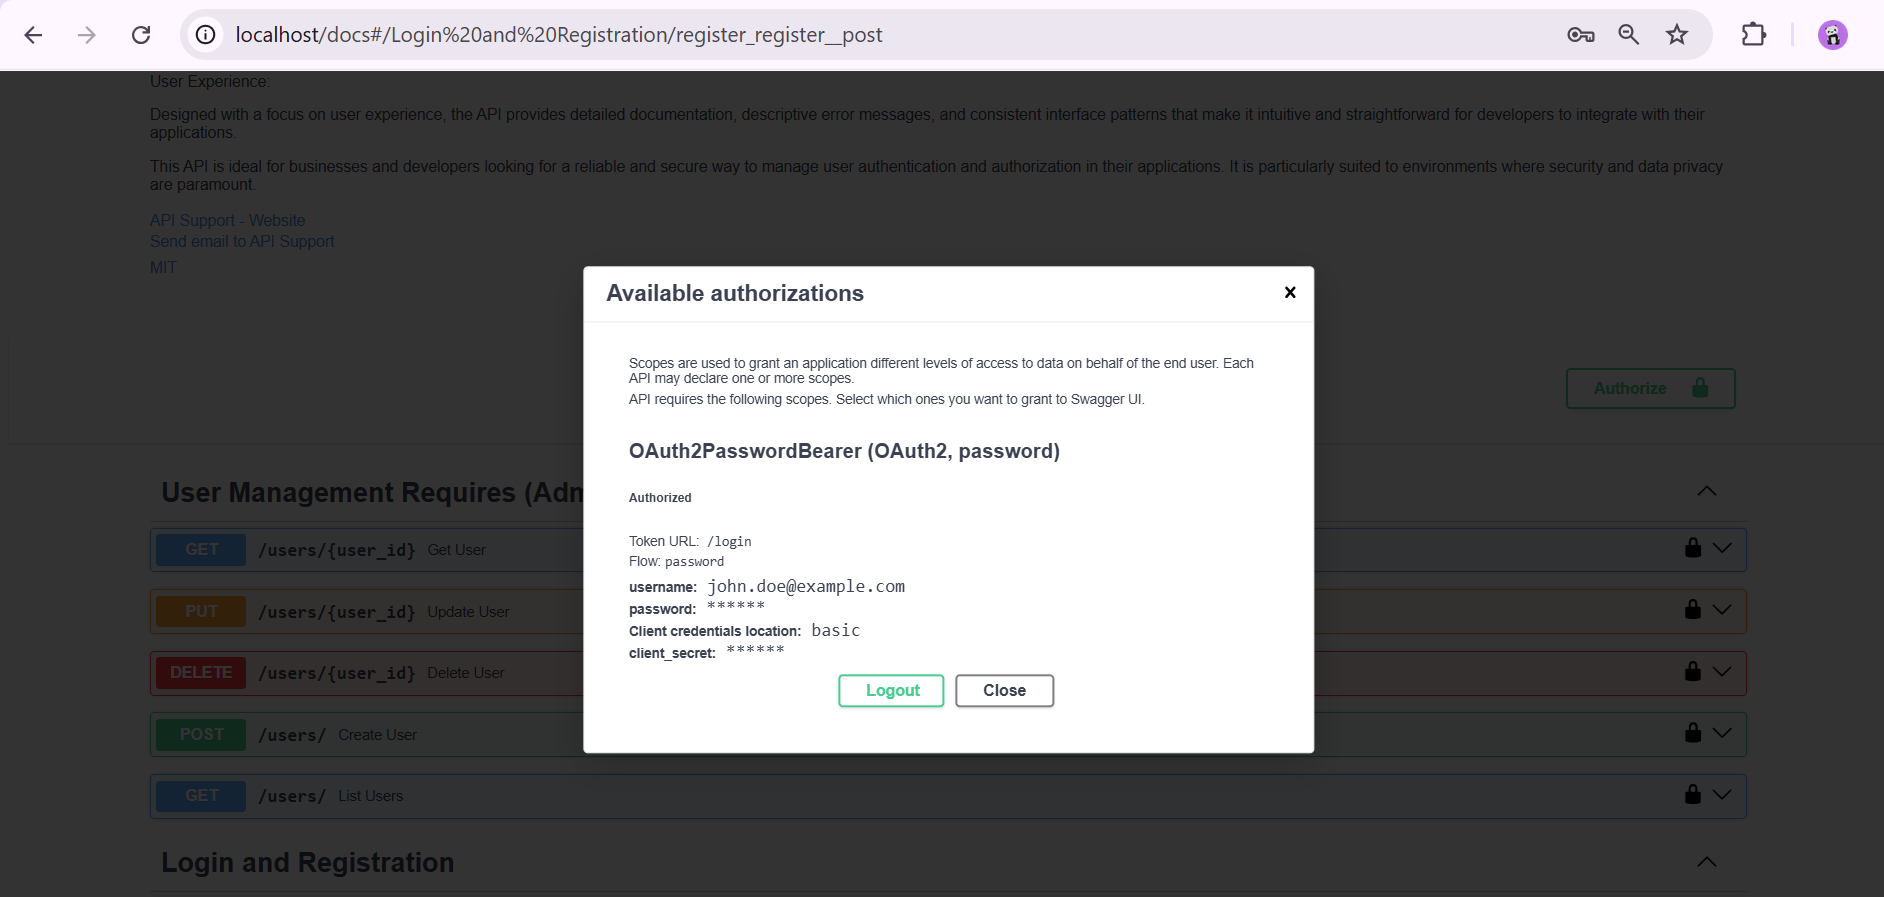 localhost/docs#/Login%20and%20Registration/register_register__post
User Experience:
Designed with a focus on user experience, the API provides detailed documentation, descriptive error messages, and consistent interface patterns that make it intuitive and straightforward for developers to integrate with their
applications.
This API is ideal for businesses and developers looking for a reliable and secure way to manage user authentication and authorization in their applications. It is particularly suited to environments where security and data privacy
are paramount.
API Support - Website
Send email to API Support
MIT
Available authorizations
Scopes are used to grant an application different levels of access to data on behalf of the end user. Each
API may declare one or more scopes.
API requires the following scopes. Select which ones you want to grant to Swagger UI.
OAuth2PasswordBearer (OAuth2, password)
Authorized
Token URL: /login
Flow: password
username: john.doe@example.com
password: ******
Client credentials location: basic
client_secret: ******
Logout Close
Authorize
User Management Requires (Adm
GET /users/{user_id} Get User
PUT /users/{user_id} Update User
DELETE /users/{user_id} Delete User
POST /users/ Create User
GET /users/ List Users
Login and Registration